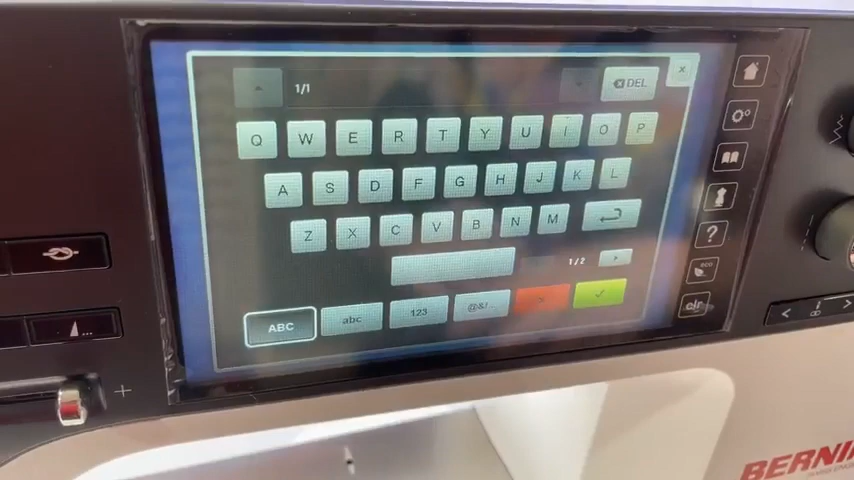 1/1
DEL
Q W E R T Y U I O P
A S D F G H J K L
Z X C V B N M
1/2
ABC abc 123 @&!...
?
eco
clr
i
BERNIN